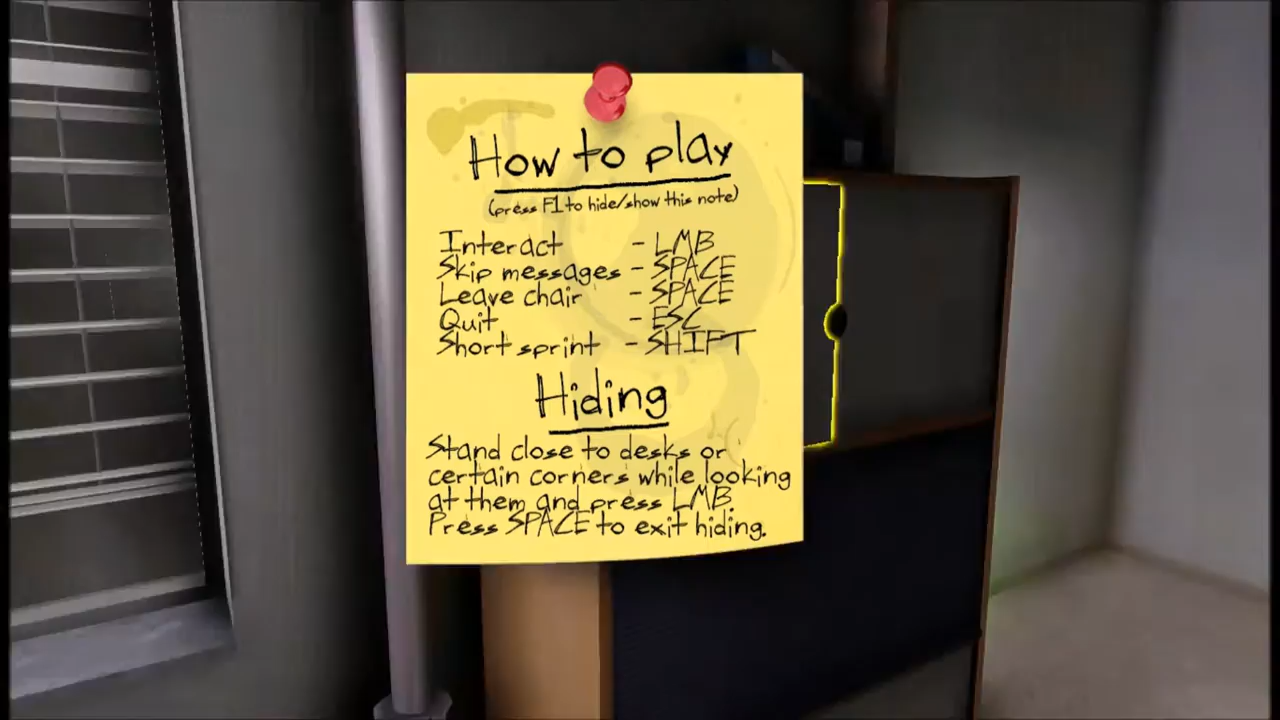 How to play
(press F1 to hide/show this note)
Interact - LMB
Skip messages - SPACE
Leave chair - SPACE
Quit - ESC
Short sprint - SHIFT
Hiding
Stand close to desks or
certain corners while looking
at them and press LMB.
Press SPACE to exit hiding.